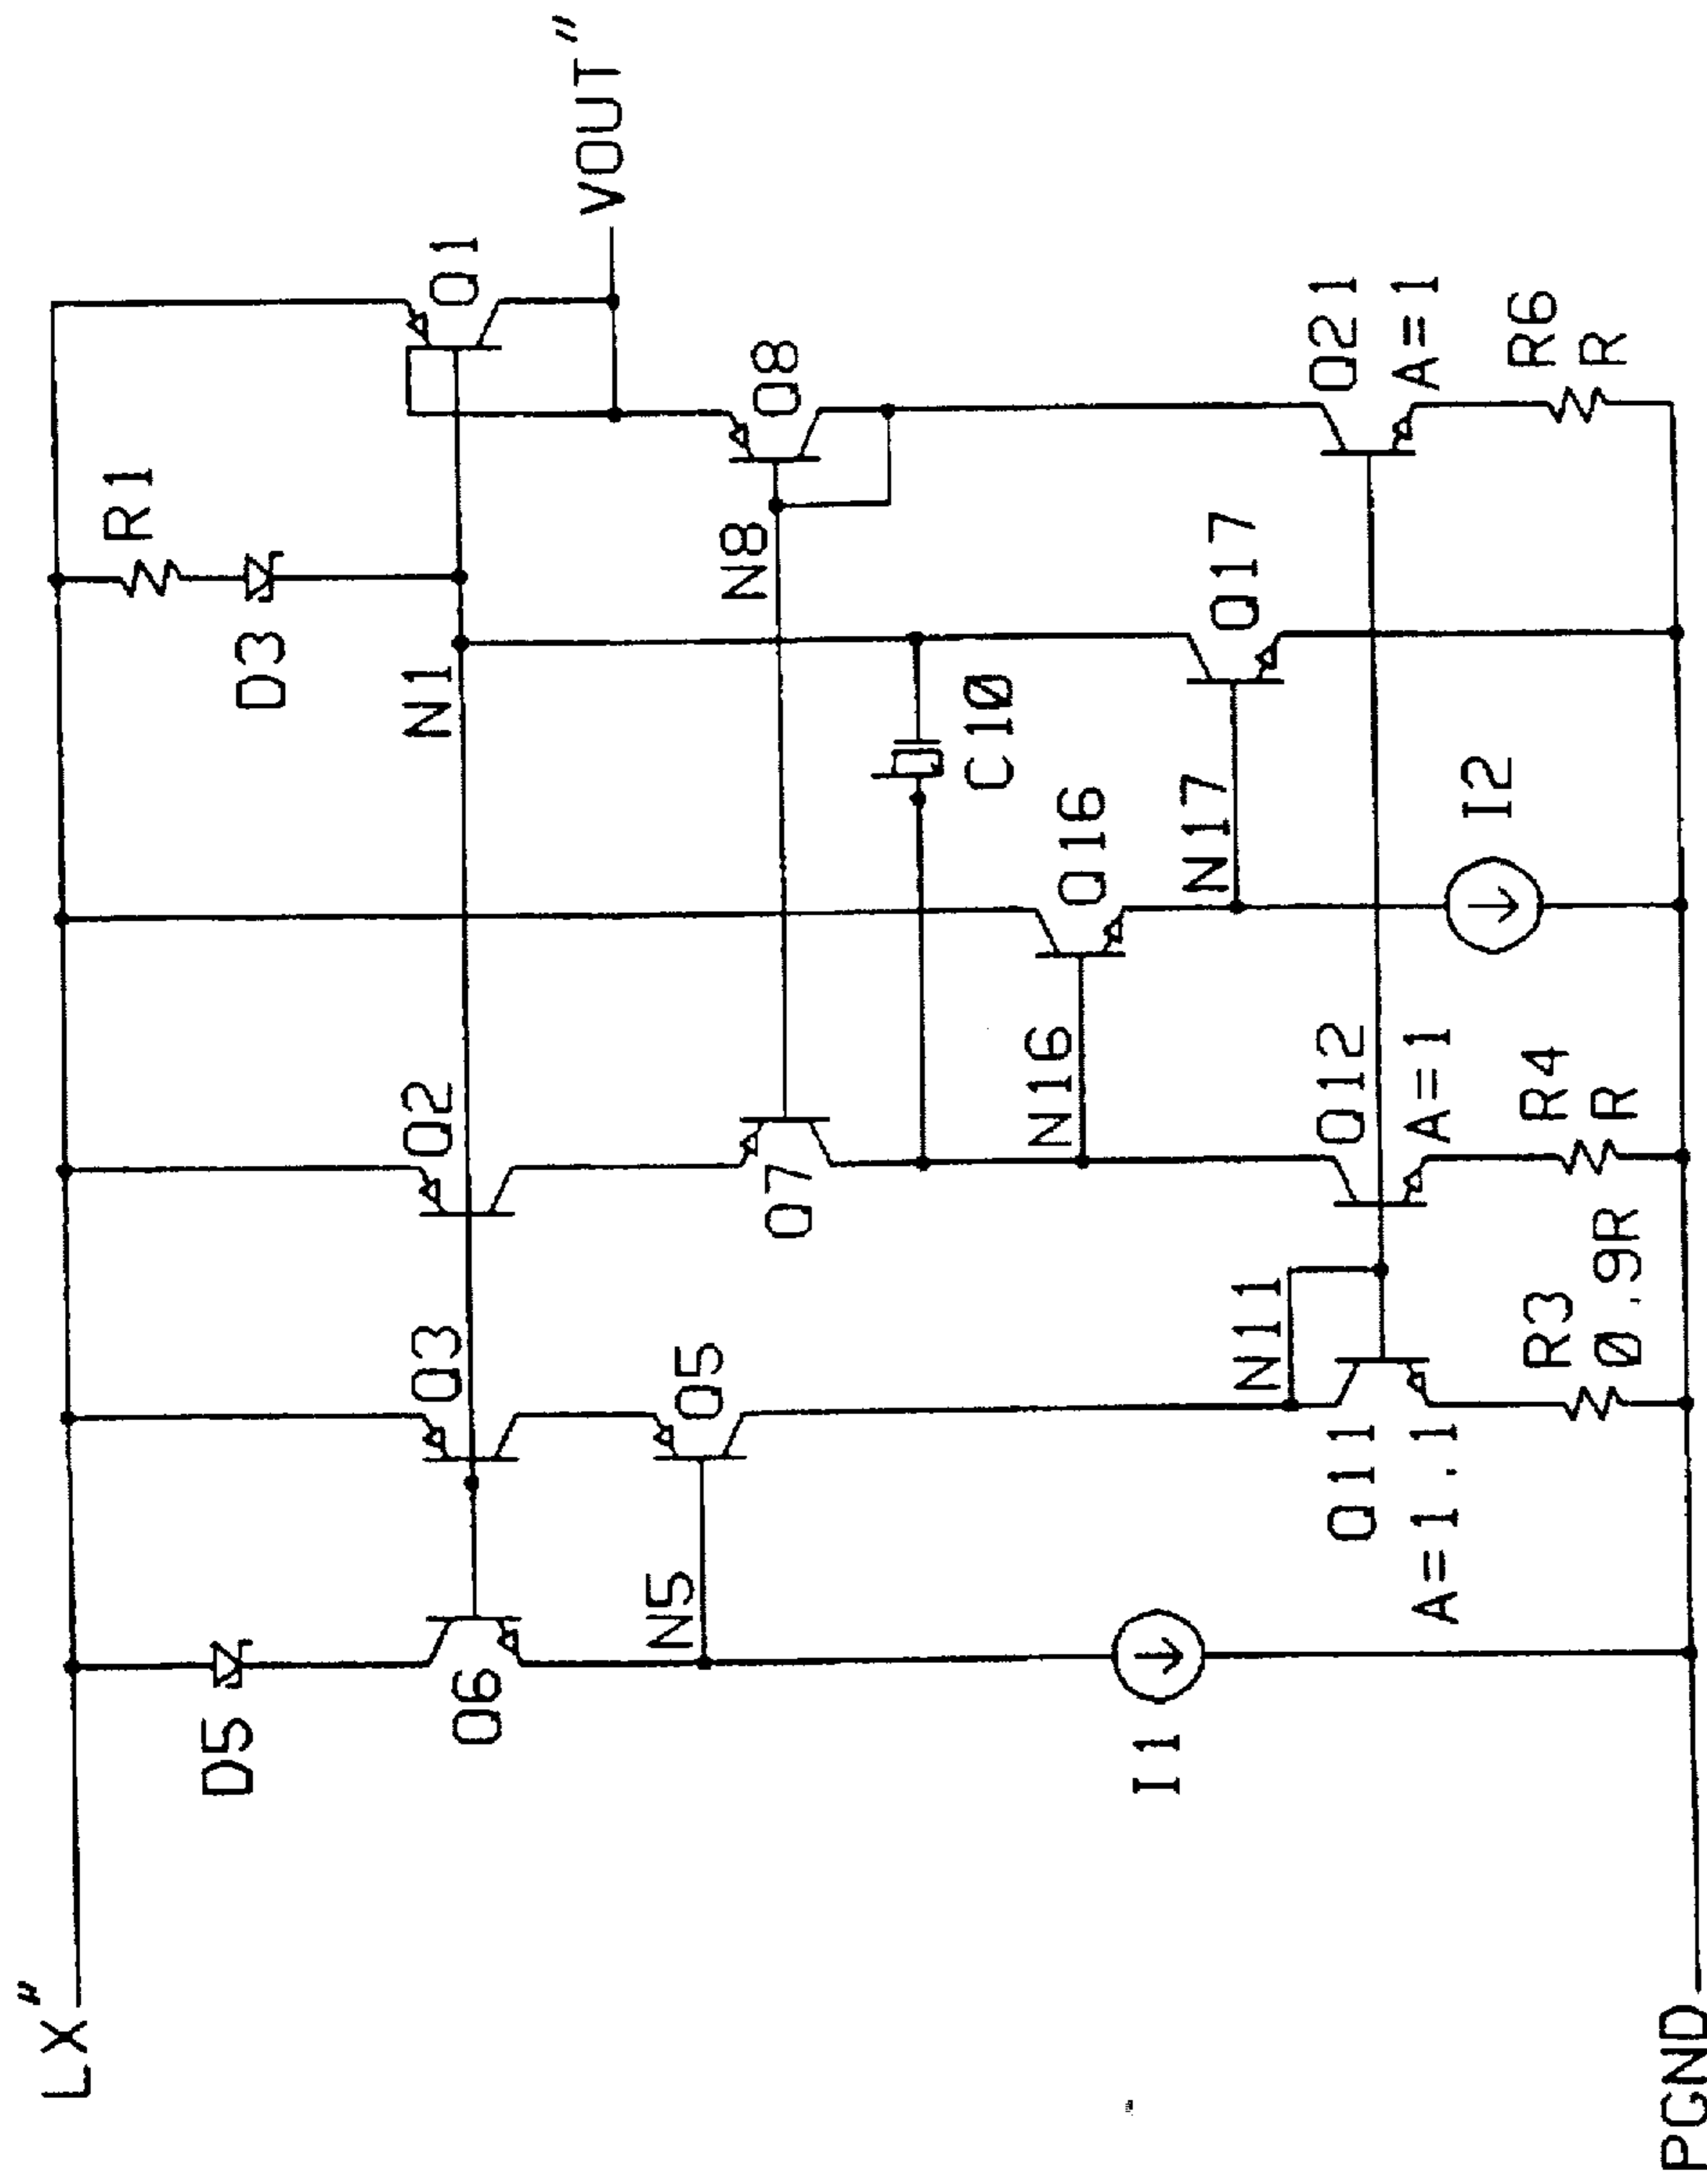 LX"
PGND
D5
Q6
N5
I1
Q3
Q5
N11
Q11
A=1.1
R3
0.9R
Q2
Q7
N16
Q12
A=1
R4
R
Q16
N17
I2
N1
C10
Q17
D3
R1
N8
Q8
Q1
VOUT"
Q21
A=1
R6
R